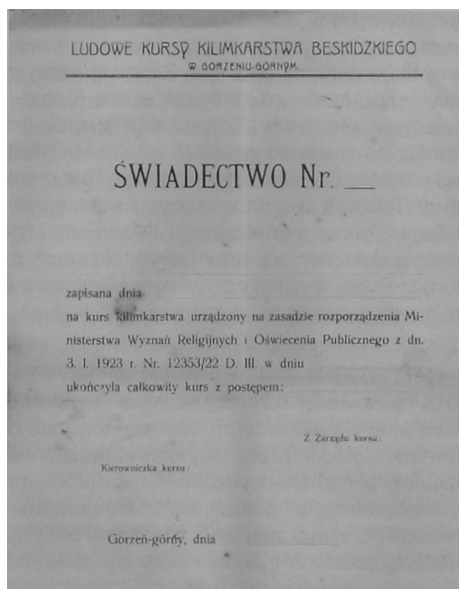 LUDOWE KURSY KILIMKARSTWA BESKIDZKIEGO
W GORZENIU-GÓRNYM.
ŚWIADECTWO Nr. ___
zapisana dnia
na kurs kilimkarstwa urządzony na zasadzie rozporządzenia Mi-
nisterstwa Wyznań Religijnych i Oświecenia Publicznego z dn.
3. I. 1923 r. Nr. 12353/22 D. III. w dniu
ukończyła całkowity kurs z postępem:
Z Zarządu kursu:
Kierowniczka kursu:
Gorzeń-górny, dnia